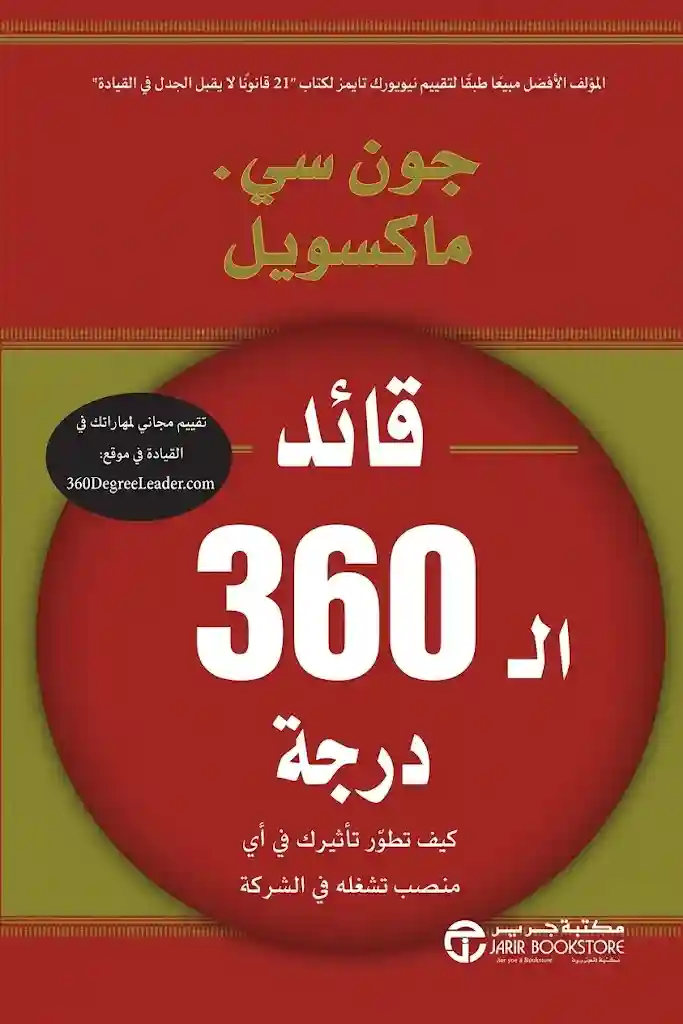 المؤلف الأفضل مبيعًا طبقًا لتقييم نيويورك تايمز لكتاب "21 قانونًا لا يقبل الجدل في القيادة"
جون سي.
ماكسويل
قائد
تقييم مجاني لمهاراتك في
القيادة في موقع:
360DegreeLeader.com
الـ 360
درجة
كيف تطوّر تأثيرك في أي
منصب تشغله في الشركة
مكتبة جرير
JARIR BOOKSTORE